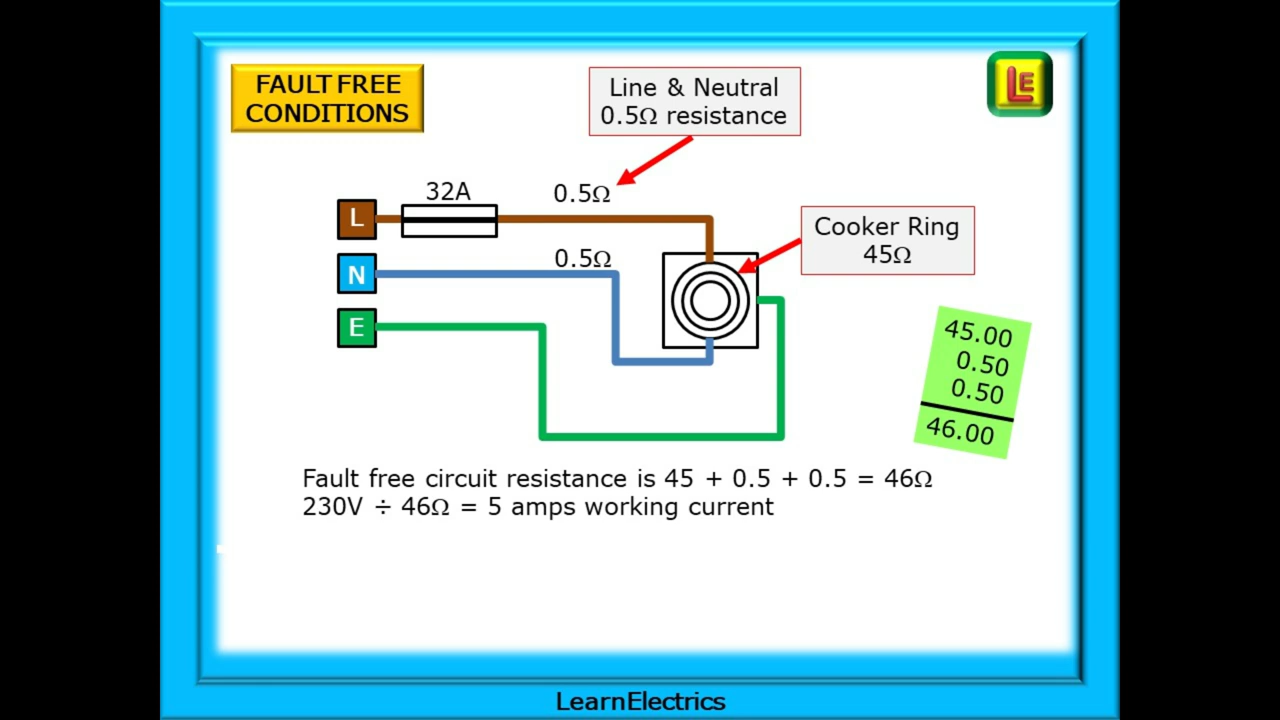 FAULT FREE
CONDITIONS
Line & Neutral
0.5Ω resistance
LE
32A
0.5Ω
L
Cooker Ring
45Ω
0.5Ω
N
E
45.00
0.50
0.50
46.00
Fault free circuit resistance is 45 + 0.5 + 0.5 = 46Ω
230V ÷ 46Ω = 5 amps working current
LearnElectrics